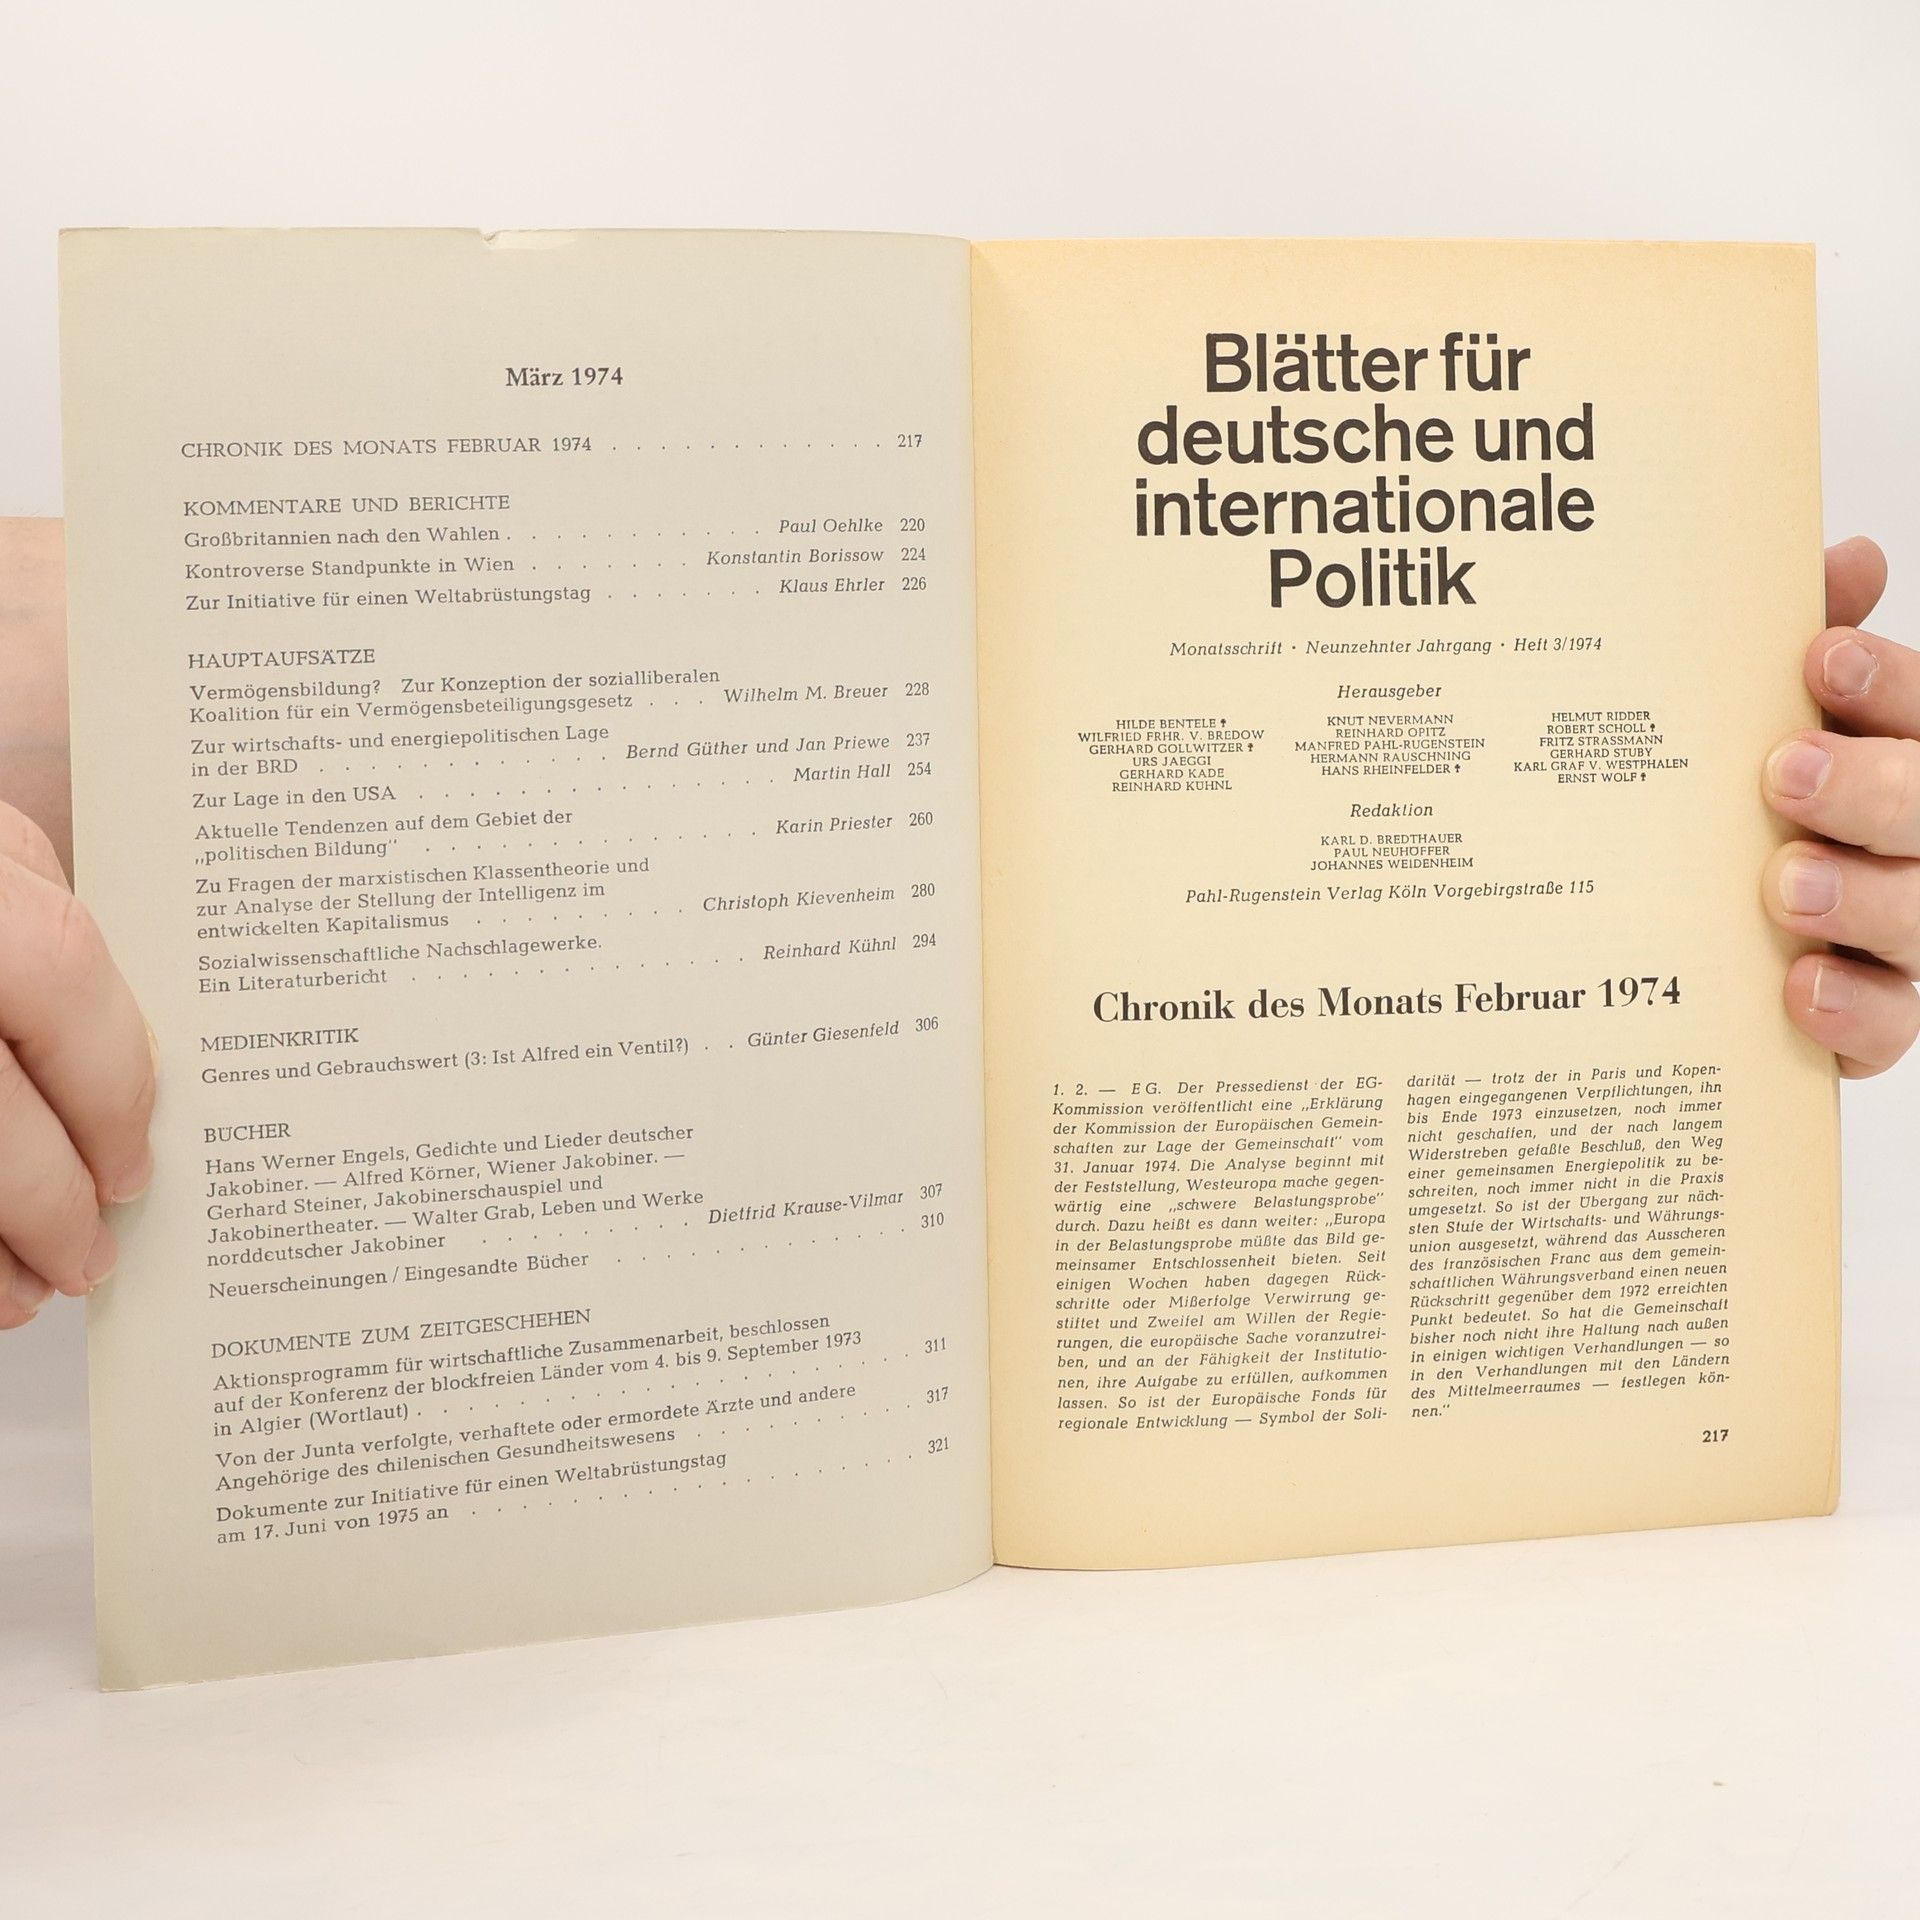 März 1974
CHRONIK DES MONATS FEBRUAR 1974 . . . . . . . . . . . . 217
KOMMENTARE UND BERICHTE
Großbritannien nach den Wahlen . . . . . . . . . . . Paul Oehlke 220
Kontroverse Standpunkte in Wien . . . . . . . Konstantin Borissow 224
Zur Initiative für einen Weltabrüstungstag . . . . . . . Klaus Ehrler 226
HAUPTAUFSÄTZE
Vermögensbildung? Zur Konzeption der sozialliberalen
Koalition für ein Vermögensbeteiligungsgesetz . . . Wilhelm M. Breuer 228
Zur wirtschafts- und energiepolitischen Lage
in der BRD . . . . . . . . . . . . Bernd Güther und Jan Priewe 237
Zur Lage in den USA . . . . . . . . . . . . . . . Martin Hall 254
Aktuelle Tendenzen auf dem Gebiet der
„politischen Bildung" . . . . . . . . . . . . . . Karin Priester 260
Zu Fragen der marxistischen Klassentheorie und
zur Analyse der Stellung der Intelligenz im
entwickelten Kapitalismus . . . . . . . . . Christoph Kievenheim 280
Sozialwissenschaftliche Nachschlagewerke.
Ein Literaturbericht . . . . . . . . . . . . . . Reinhard Kühnl 294
MEDIENKRITIK
Genres und Gebrauchswert (3: Ist Alfred ein Ventil?) . . Günter Giesenfeld 306
BÜCHER
Hans Werner Engels, Gedichte und Lieder deutscher
Jakobiner. — Alfred Körner, Wiener Jakobiner. —
Gerhard Steiner, Jakobinerschauspiel und
Jakobinertheater. — Walter Grab, Leben und Werke
norddeutscher Jakobiner . . . . . . . . . Dietfrid Krause-Vilmar 307
Neuerscheinungen / Eingesandte Bücher . . . . . . . . . . . . 310
DOKUMENTE ZUM ZEITGESCHEHEN
Aktionsprogramm für wirtschaftliche Zusammenarbeit, beschlossen
auf der Konferenz der blockfreien Länder vom 4. bis 9. September 1973
in Algier (Wortlaut) . . . . . . . . . . . . . . . . . . . . 311
Von der Junta verfolgte, verhaftete oder ermordete Ärzte und andere
Angehörige des chilenischen Gesundheitswesens . . . . . . . . . 317
Dokumente zur Initiative für einen Weltabrüstungstag
am 17. Juni von 1975 an . . . . . . . . . . . . . . . . . . 321
Blätter für
deutsche und
internationale
Politik
Monatsschrift · Neunzehnter Jahrgang · Heft 3/1974
Herausgeber
HILDE BENTELE ✝
WILFRIED FRHR. V. BREDOW
GERHARD GOLLWITZER ✝
URS JAEGGI
GERHARD KADE
REINHARD KÜHNL
KNUT NEVERMANN
REINHARD OPITZ
MANFRED PAHL-RUGENSTEIN
HERMANN RAUSCHNING
HANS RHEINFELDER ✝
HELMUT RIDDER
ROBERT SCHOLL ✝
FRITZ STRASSMANN
GERHARD STUBY
KARL GRAF V. WESTPHALEN
ERNST WOLF ✝
Redaktion
KARL D. BREDTHAUER
PAUL NEUHÖFFER
JOHANNES WEIDENHEIM
Pahl-Rugenstein Verlag Köln Vorgebirgstraße 115
Chronik des Monats Februar 1974
1. 2. — EG. Der Pressedienst der EG-
Kommission veröffentlicht eine „Erklärung
der Kommission der Europäischen Gemein-
schaften zur Lage der Gemeinschaft" vom
31. Januar 1974. Die Analyse beginnt mit
der Feststellung, Westeuropa mache gegen-
wärtig eine „schwere Belastungsprobe"
durch. Dazu heißt es dann weiter: „Europa
in der Belastungsprobe müßte das Bild ge-
meinsamer Entschlossenheit bieten. Seit
einigen Wochen haben dagegen Rück-
schritte oder Mißerfolge Verwirrung ge-
stiftet und Zweifel am Willen der Regie-
rungen, die europäische Sache voranzutrei-
ben, und an der Fähigkeit der Institutio-
nen, ihre Aufgabe zu erfüllen, aufkommen
lassen. So ist der Europäische Fonds für
regionale Entwicklung — Symbol der Soli-
darität — trotz der in Paris und Kopen-
hagen eingegangenen Verpflichtungen, ihn
bis Ende 1973 einzusetzen, noch immer
nicht geschaffen, und der nach langem
Widerstreben gefaßte Beschluß, den Weg
einer gemeinsamen Energiepolitik zu be-
schreiten, noch immer nicht in die Praxis
umgesetzt. So ist der Übergang zur näch-
sten Stufe der Wirtschafts- und Währungs-
union ausgesetzt, während das Ausscheren
des französischen Franc aus dem gemein-
schaftlichen Währungsverband einen neuen
Rückschritt gegenüber dem 1972 erreichten
Punkt bedeutet. So hat die Gemeinschaft
bisher noch nicht ihre Haltung nach außen
in einigen wichtigen Verhandlungen — so
in den Verhandlungen mit den Ländern
des Mittelmeerraumes — festlegen kön-
nen."
217